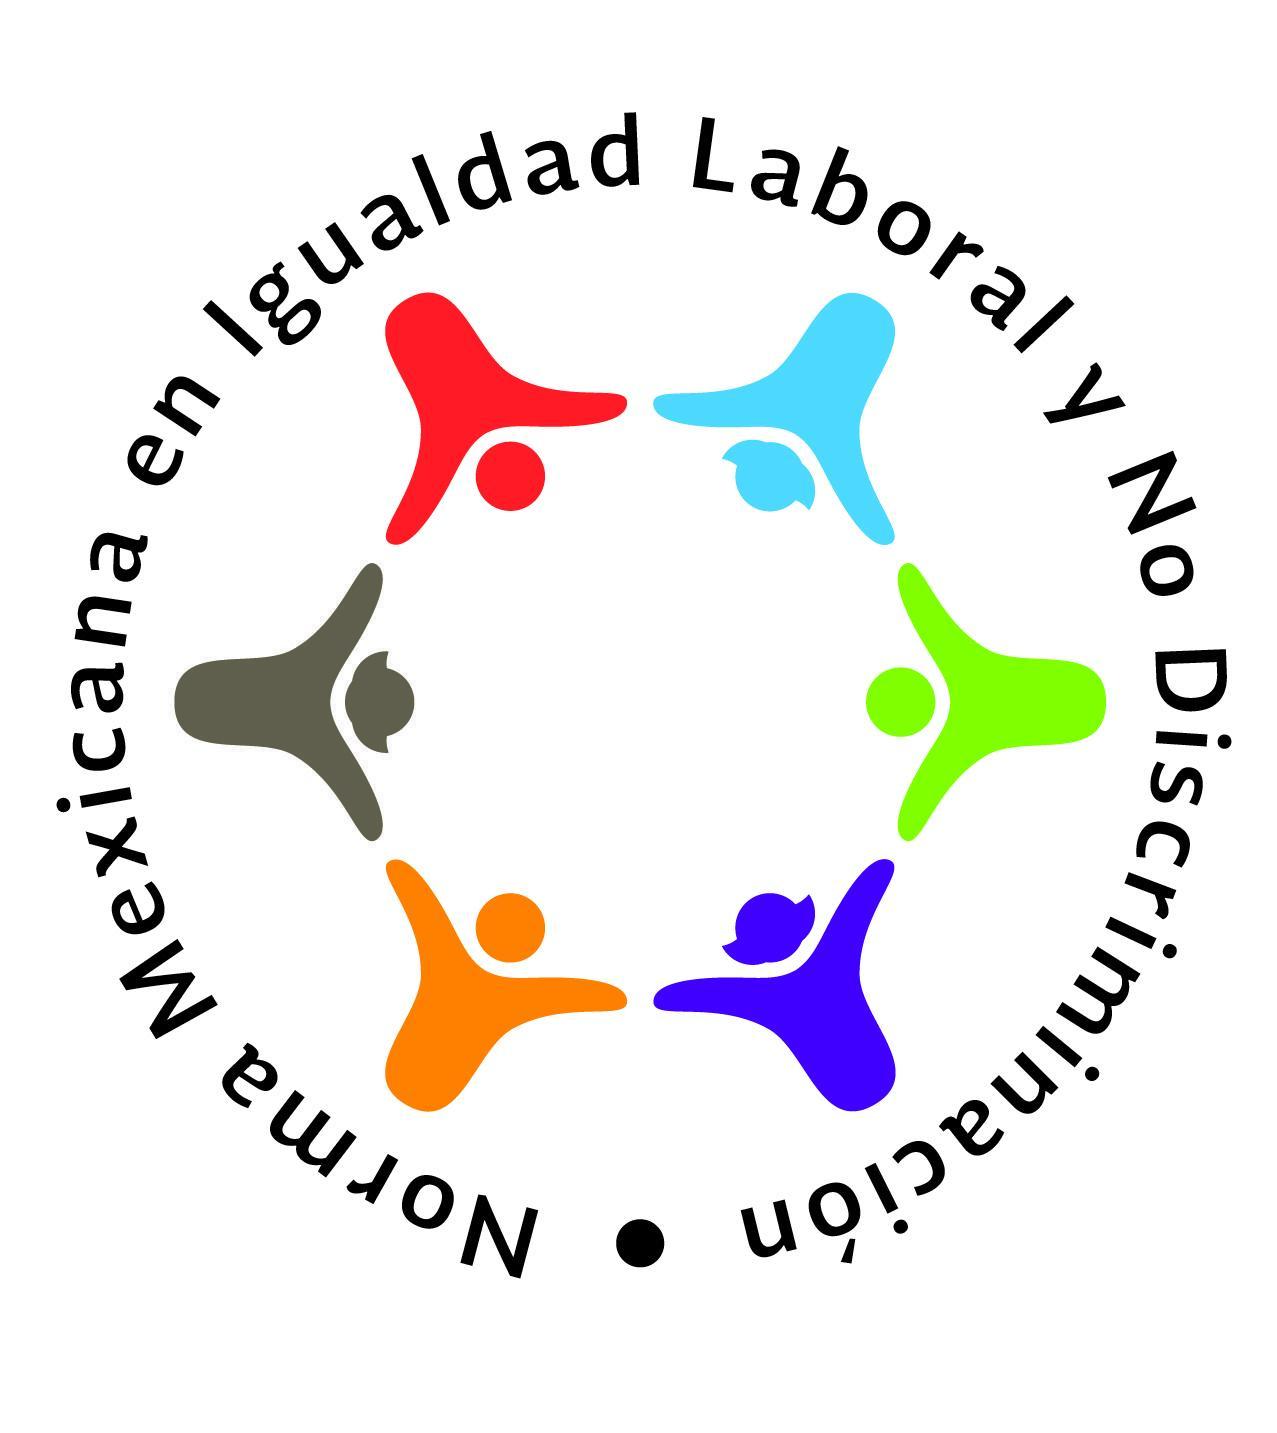 Norma Mexicana en Igualdad Laboral y No Discriminación •